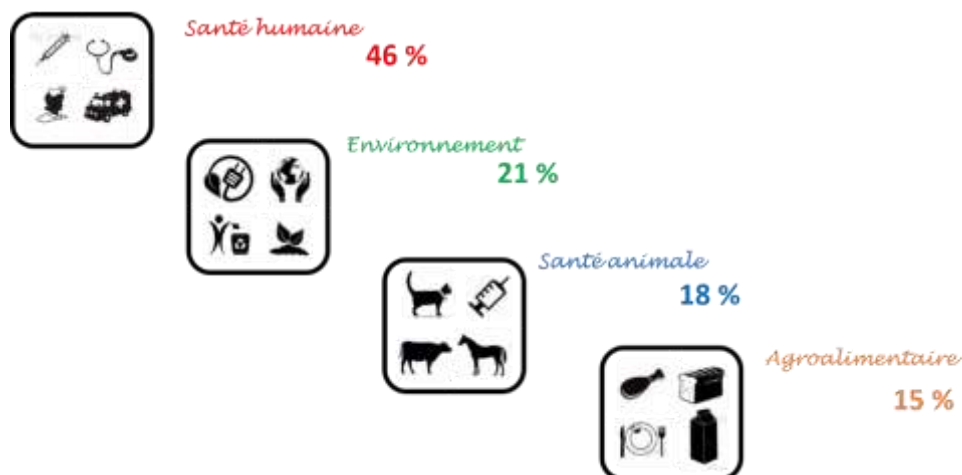 Santé humaine
46 %
Environnement
21 %
Santé animale
18 %
Agroalimentaire
15 %